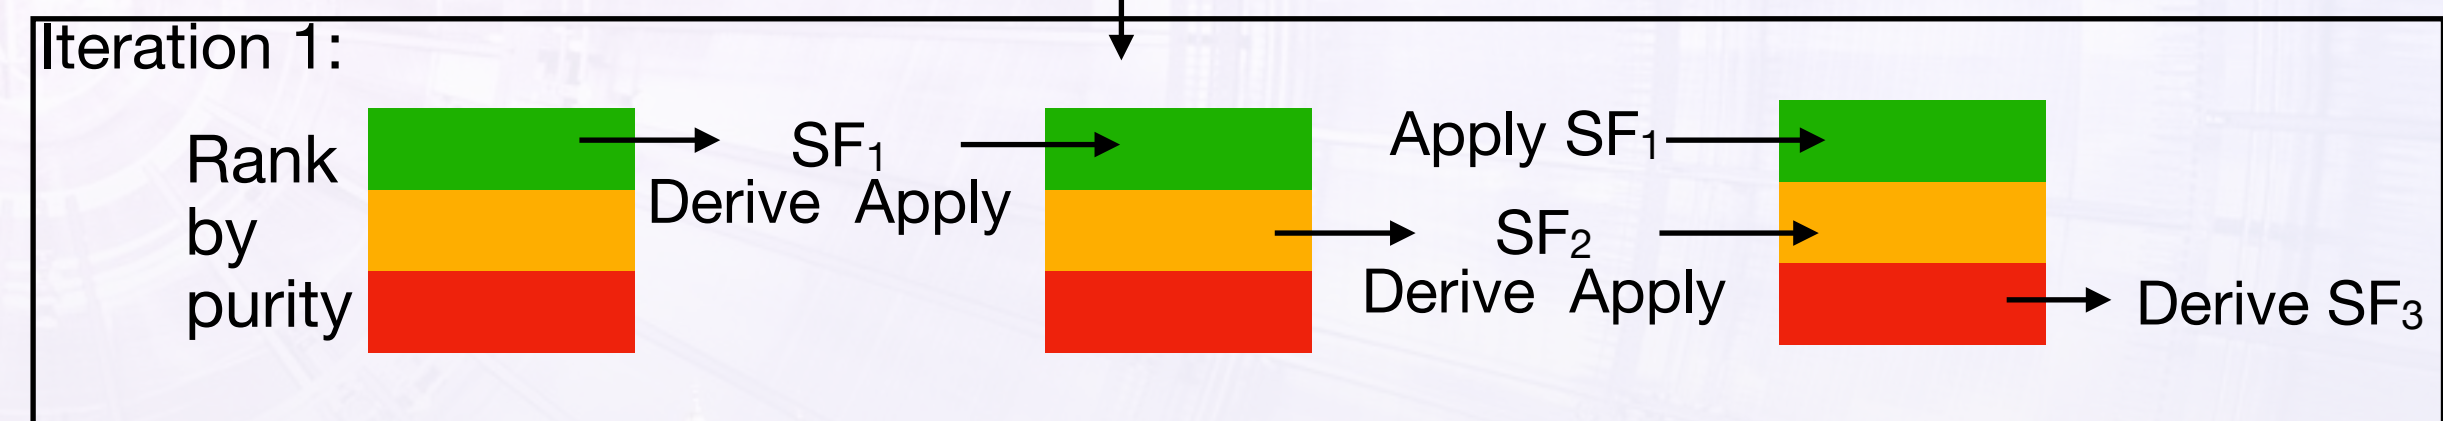 Iteration 1:
Rank
by
purity
SF₁
Derive Apply
Apply SF₁
SF₂
Derive Apply
Derive SF₃